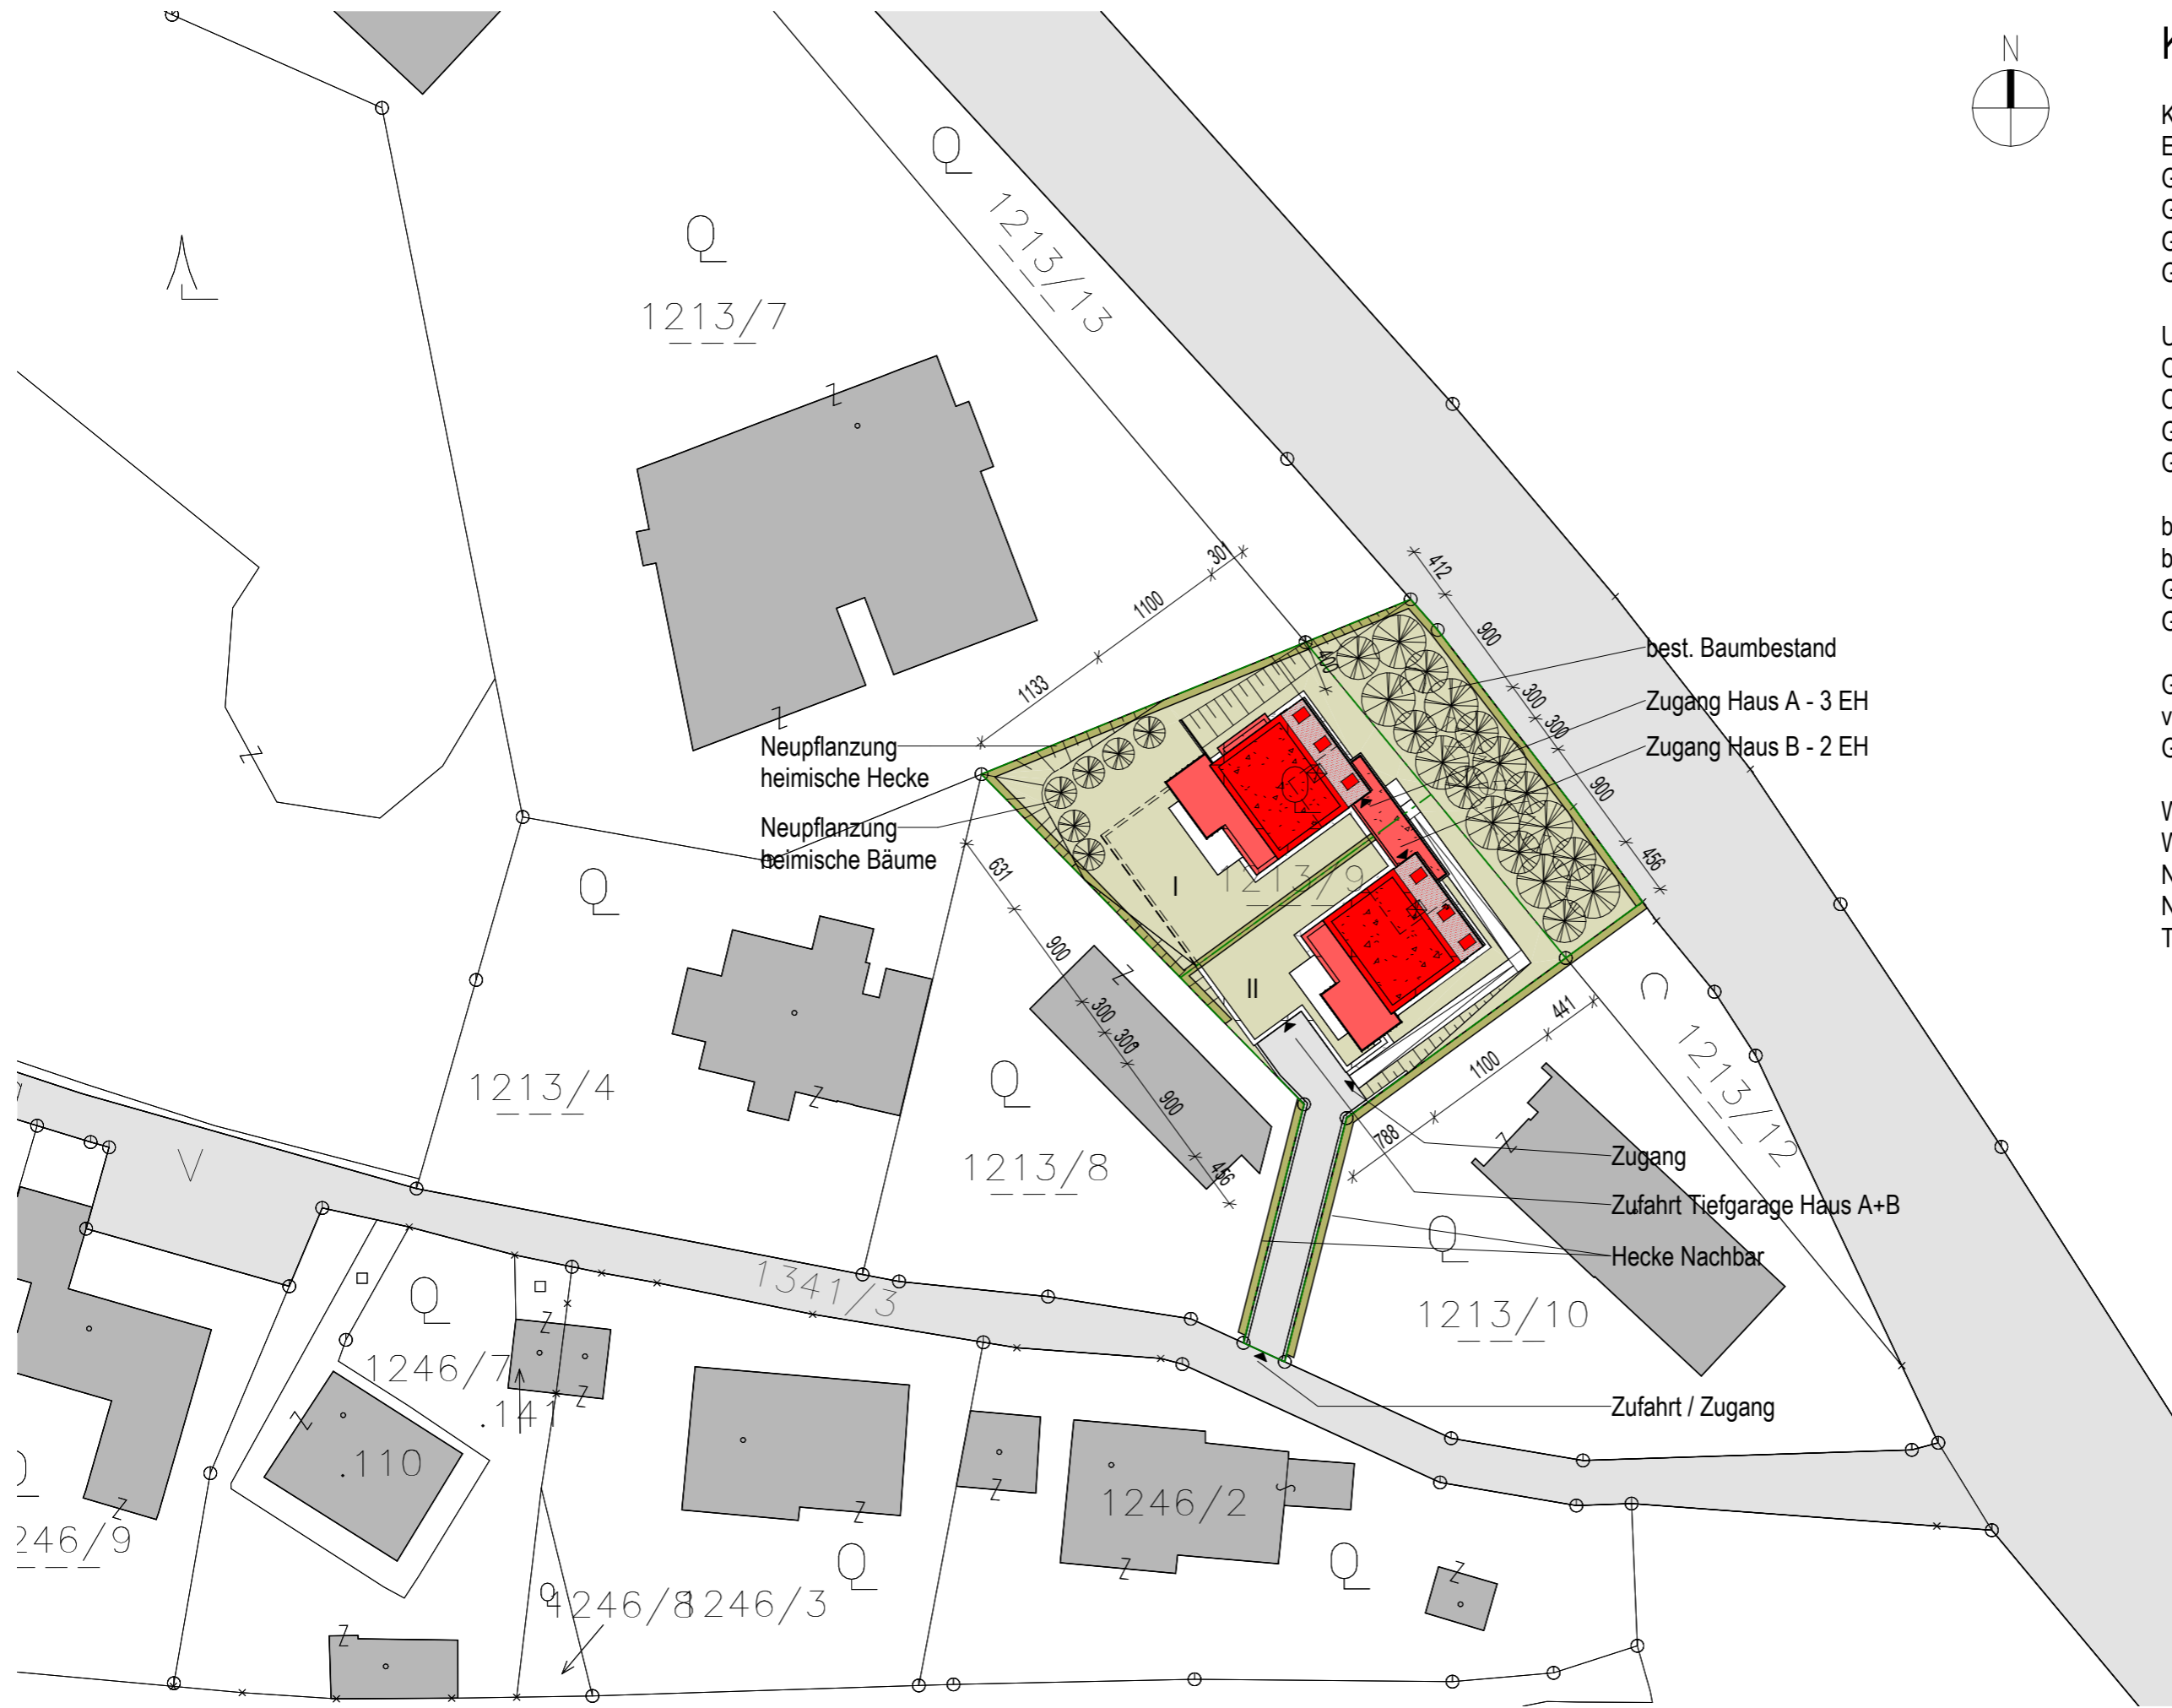 N
1213/13
1213/7
301
1100
1133
412
900
400
300
300
900
456
best. Baumbestand
Zugang Haus A - 3 EH
Zugang Haus B - 2 EH
Neupflanzung
heimische Hecke
Neupflanzung
heimische Bäume
I
1213/9
II
631
900
300
300
900
456
441
1100
788
1213/12
1213/4
1213/8
Zugang
Zufahrt Tiefgarage Haus A+B
Hecke Nachbar
1341/3
1213/10
Zufahrt / Zugang
1246/7
.141
.110
1246/2
246/9
1246/8
1246/3